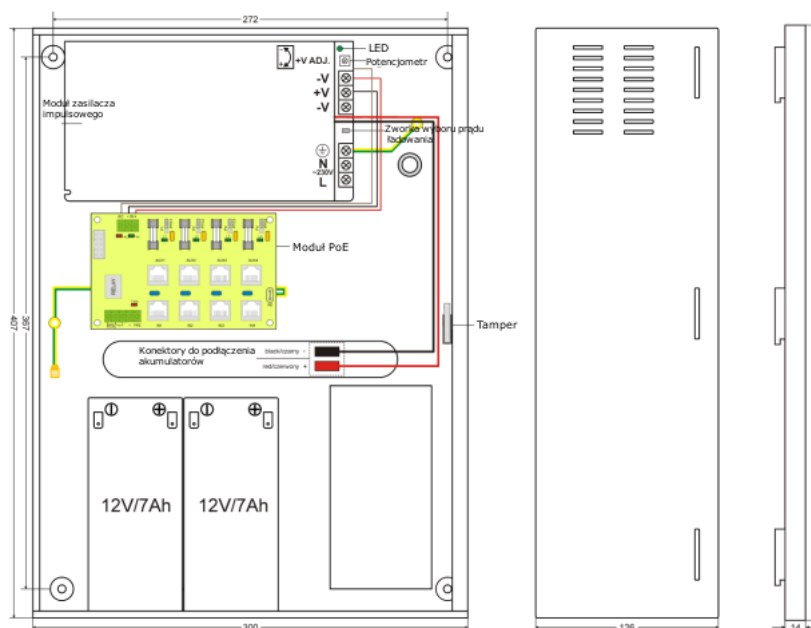 272
LED
+V ADJ.
Potencjometr
-V
+V
-V
Moduł zasilacza
impulsowego
Zworka wyboru prądu
ładowania
N
~230V
L
Moduł PoE
RELAY
367
407
Tamper
Konektory do podłączenia
akumulatorów
black/czarny -
red/czerwony +
12V/7Ah
12V/7Ah
300
126
14